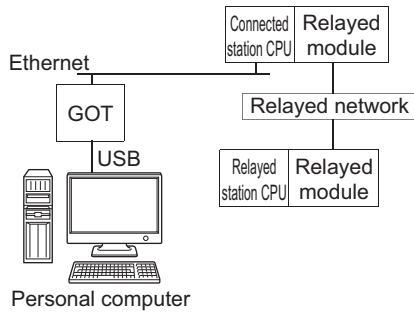 Connected
station CPU
Relayed
module
Ethernet
GOT
Relayed network
USB
Relayed
station CPU
Relayed
module
Personal computer